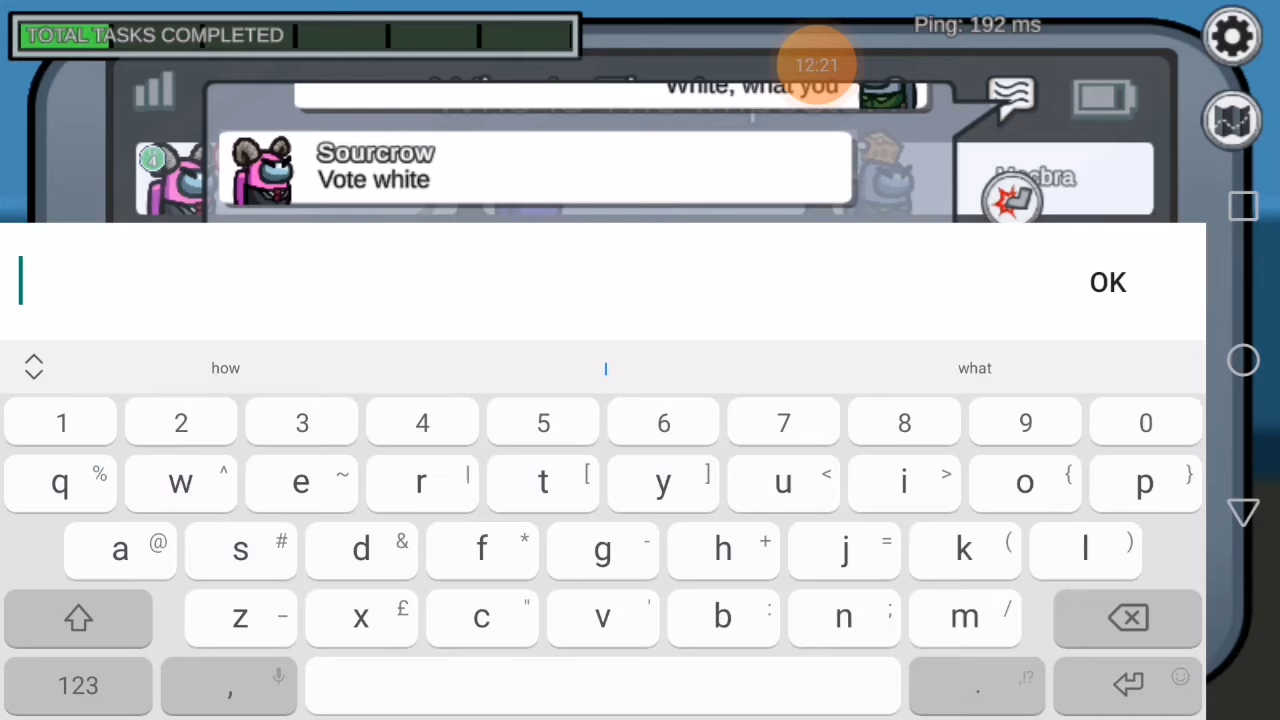 TOTAL TASKS COMPLETED
Ping: 192 ms
12:21
White, what you
Sourcrow
Vote white
4
OK
how
I
what
1 2 3 4 5 6 7 8 9 0
q % w ^ e ~ r | t [ y ] u < i > o { p }
a @ s # d & f * g - h + j = k ( l )
z _ x £ c " v ' b : n ; m /
123 , . ,!?